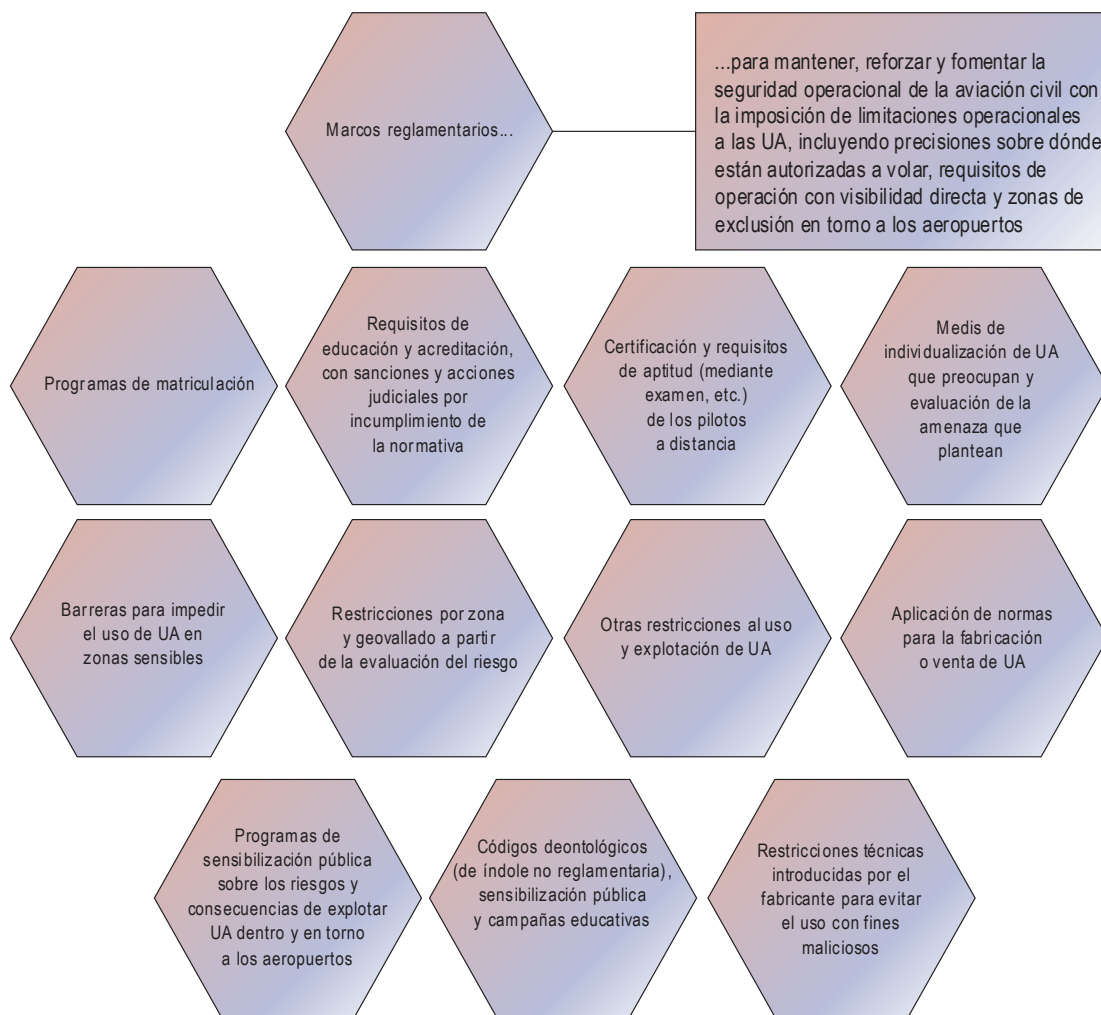 Marcos reglamentarios...
...para mantener, reforzar y fomentar la
seguridad operacional de la aviación civil con
la imposición de limitaciones operacionales
a las UA, incluyendo precisiones sobre dónde
están autorizadas a volar, requisitos de
operación con visibilidad directa y zonas de
exclusión en torno a los aeropuertos
Programas de matriculación
Requisitos de
educación y acreditación,
con sanciones y acciones
judiciales por
incumplimiento de
la normativa
Certificación y requisitos
de aptitud (mediante
examen, etc.)
de los pilotos
a distancia
Medis de
individualización de UA
que preocupan y
evaluación de la
amenaza que
plantean
Barreras para impedir
el uso de UA en
zonas sensibles
Restricciones por zona
y geovallado a partir
de la evaluación del riesgo
Otras restricciones al uso
y explotación de UA
Aplicación de normas
para la fabricación
o venta de UA
Programas de
sensibilización pública
sobre los riesgos y
consecuencias de explotar
UA dentro y en torno
a los aeropuertos
Códigos deontológicos
(de índole no reglamentaria),
sensibilización pública
y campañas educativas
Restricciones técnicas
introducidas por el
fabricante para evitar
el uso con fines
maliciosos